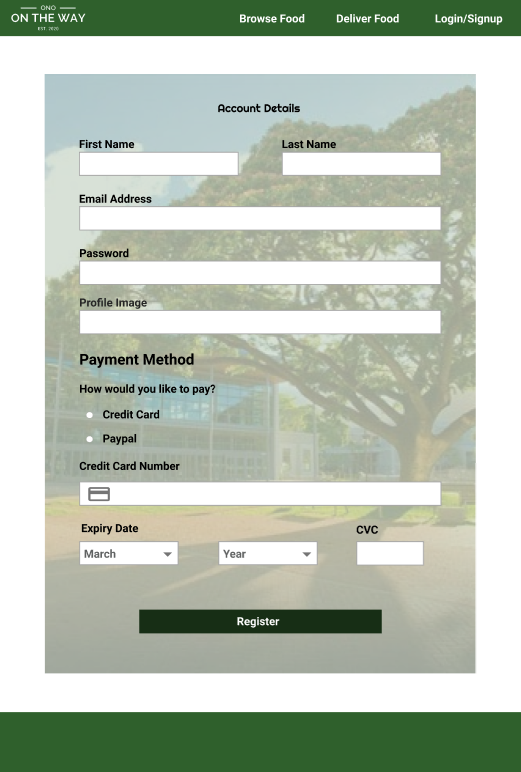 ONO
ON THE WAY
EST. 2020
Browse Food Deliver Food Login/Signup
Account Details
First Name Last Name
Email Address
Password
Profile Image
Payment Method
How would you like to pay?
Credit Card
Paypal
Credit Card Number
Expiry Date CVC
March Year
Register